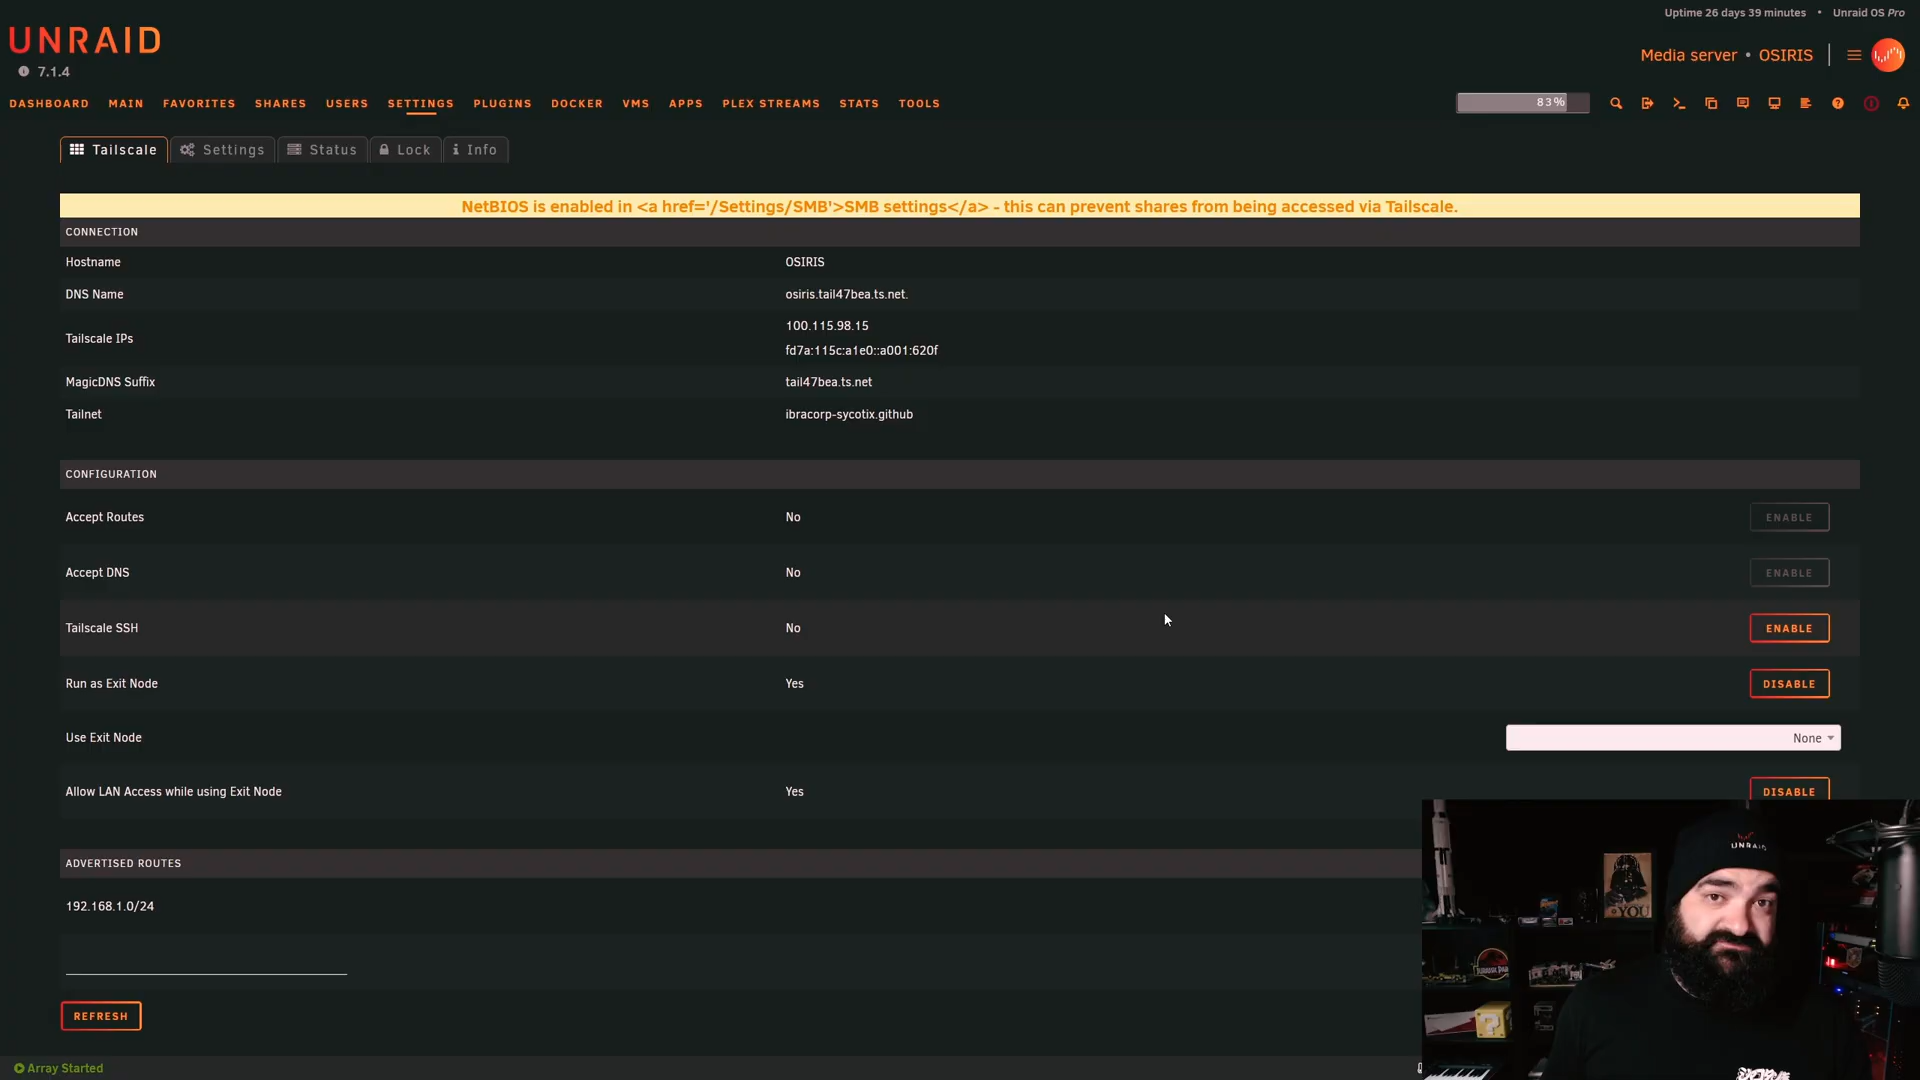 Uptime 26 days 39 minutes • Unraid OS Pro
UNRAID
7.1.4
Media server • OSIRIS
DASHBOARD MAIN FAVORITES SHARES USERS SETTINGS PLUGINS DOCKER VMS APPS PLEX STREAMS STATS TOOLS
83%
Tailscale Settings Status Lock Info
NetBIOS is enabled in <a href='/Settings/SMB'>SMB settings</a> - this can prevent shares from being accessed via Tailscale.
CONNECTION
Hostname OSIRIS
DNS Name osiris.tail47bea.ts.net.
Tailscale IPs 100.115.98.15
fd7a:115c:a1e0::a001:620f
MagicDNS Suffix tail47bea.ts.net
Tailnet ibracorp-sycotix.github
CONFIGURATION
Accept Routes No ENABLE
Accept DNS No ENABLE
Tailscale SSH No ENABLE
Run as Exit Node Yes DISABLE
Use Exit Node None
Allow LAN Access while using Exit Node Yes DISABLE
ADVERTISED ROUTES
192.168.1.0/24
REFRESH
Array Started
UNRAID
YOU
JURASSIC PARK